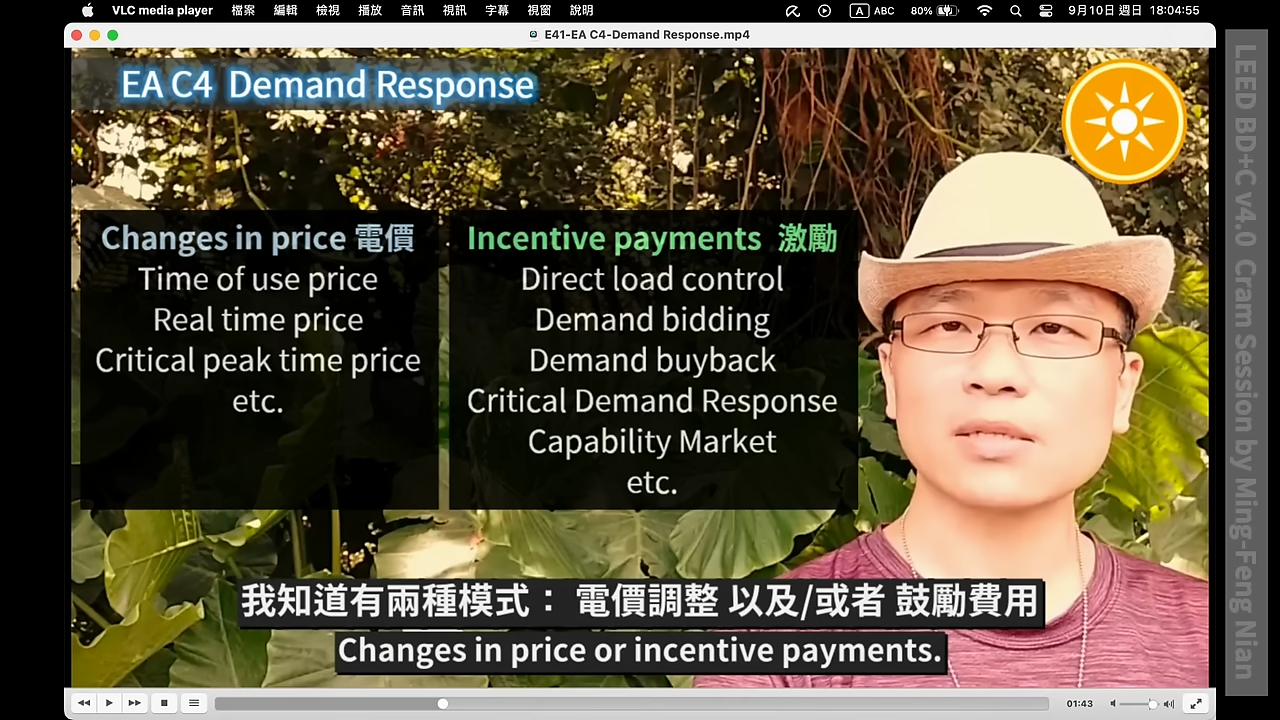 VLC media player 檔案 編輯 檢視 播放 音訊 視訊 字幕 視窗 說明 A ABC 80% 9月10日 週日 18:04:55
E41-EA C4-Demand Response.mp4
EA C4 Demand Response
Changes in price 電價
Time of use price
Real time price
Critical peak time price
etc.
Incentive payments 激勵
Direct load control
Demand bidding
Demand buyback
Critical Demand Response
Capability Market
etc.
我知道有兩種模式： 電價調整 以及/或者 鼓勵費用
Changes in price or incentive payments.
01:43
LEED BD+C v4.0 Cram Session by Ming-Feng Nian